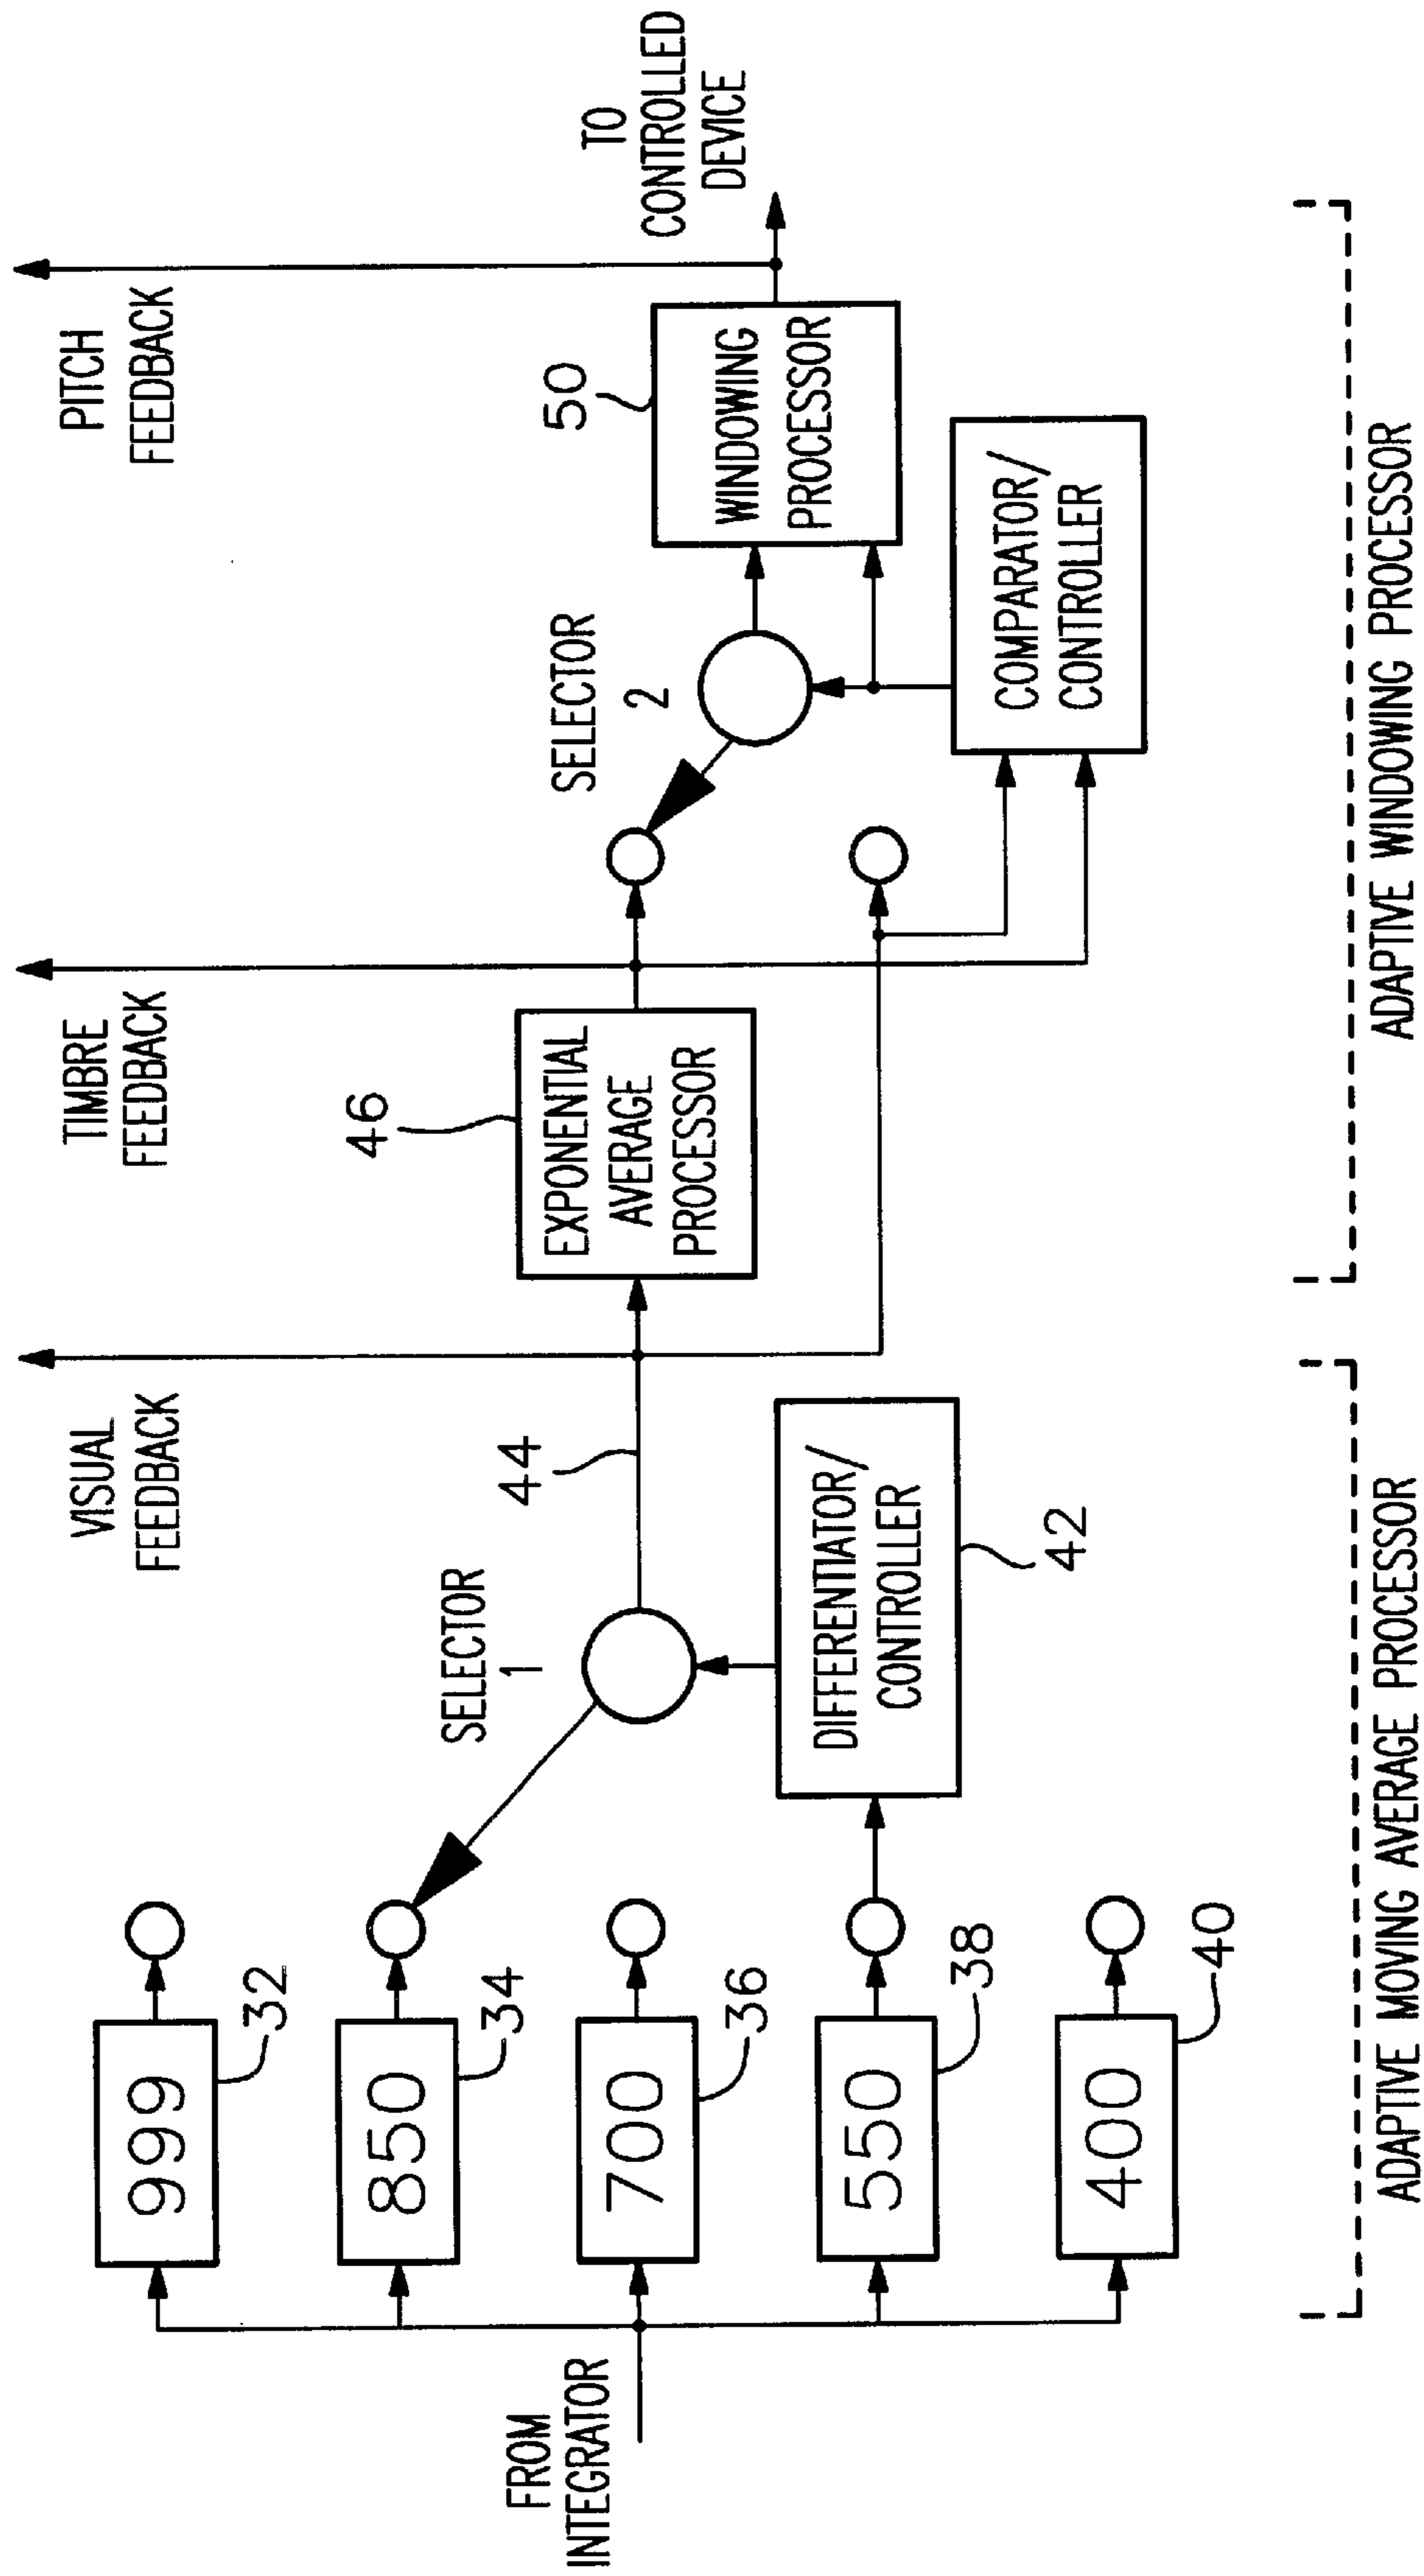 FROM
INTEGRATOR
999
32
850
34
700
36
550
38
400
40
SELECTOR
1
DIFFERENTIATOR/
CONTROLLER
42
44
VISUAL
FEEDBACK
EXPONENTIAL
AVERAGE
PROCESSOR
46
TIMBRE
FEEDBACK
SELECTOR
2
COMPARATOR/
CONTROLLER
WINDOWING
PROCESSOR
50
PITCH
FEEDBACK
TO
CONTROLLED
DEVICE
ADAPTIVE MOVING AVERAGE PROCESSOR
ADAPTIVE WINDOWING PROCESSOR